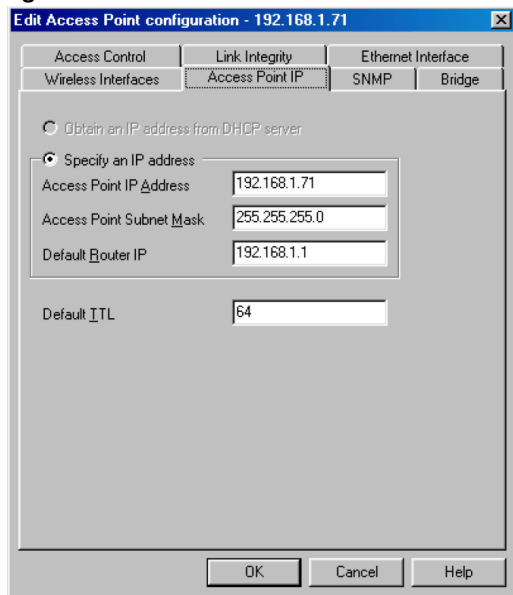 Edit Access Point configuration - 192.168.1.71
Access Control Link Integrity Ethernet Interface
Wireless Interfaces Access Point IP SNMP Bridge
Obtain an IP address from DHCP server
Specify an IP address
Access Point IP Address 192.168.1.71
Access Point Subnet Mask 255.255.255.0
Default Router IP 192.168.1.1
Default TTL 64
OK Cancel Help